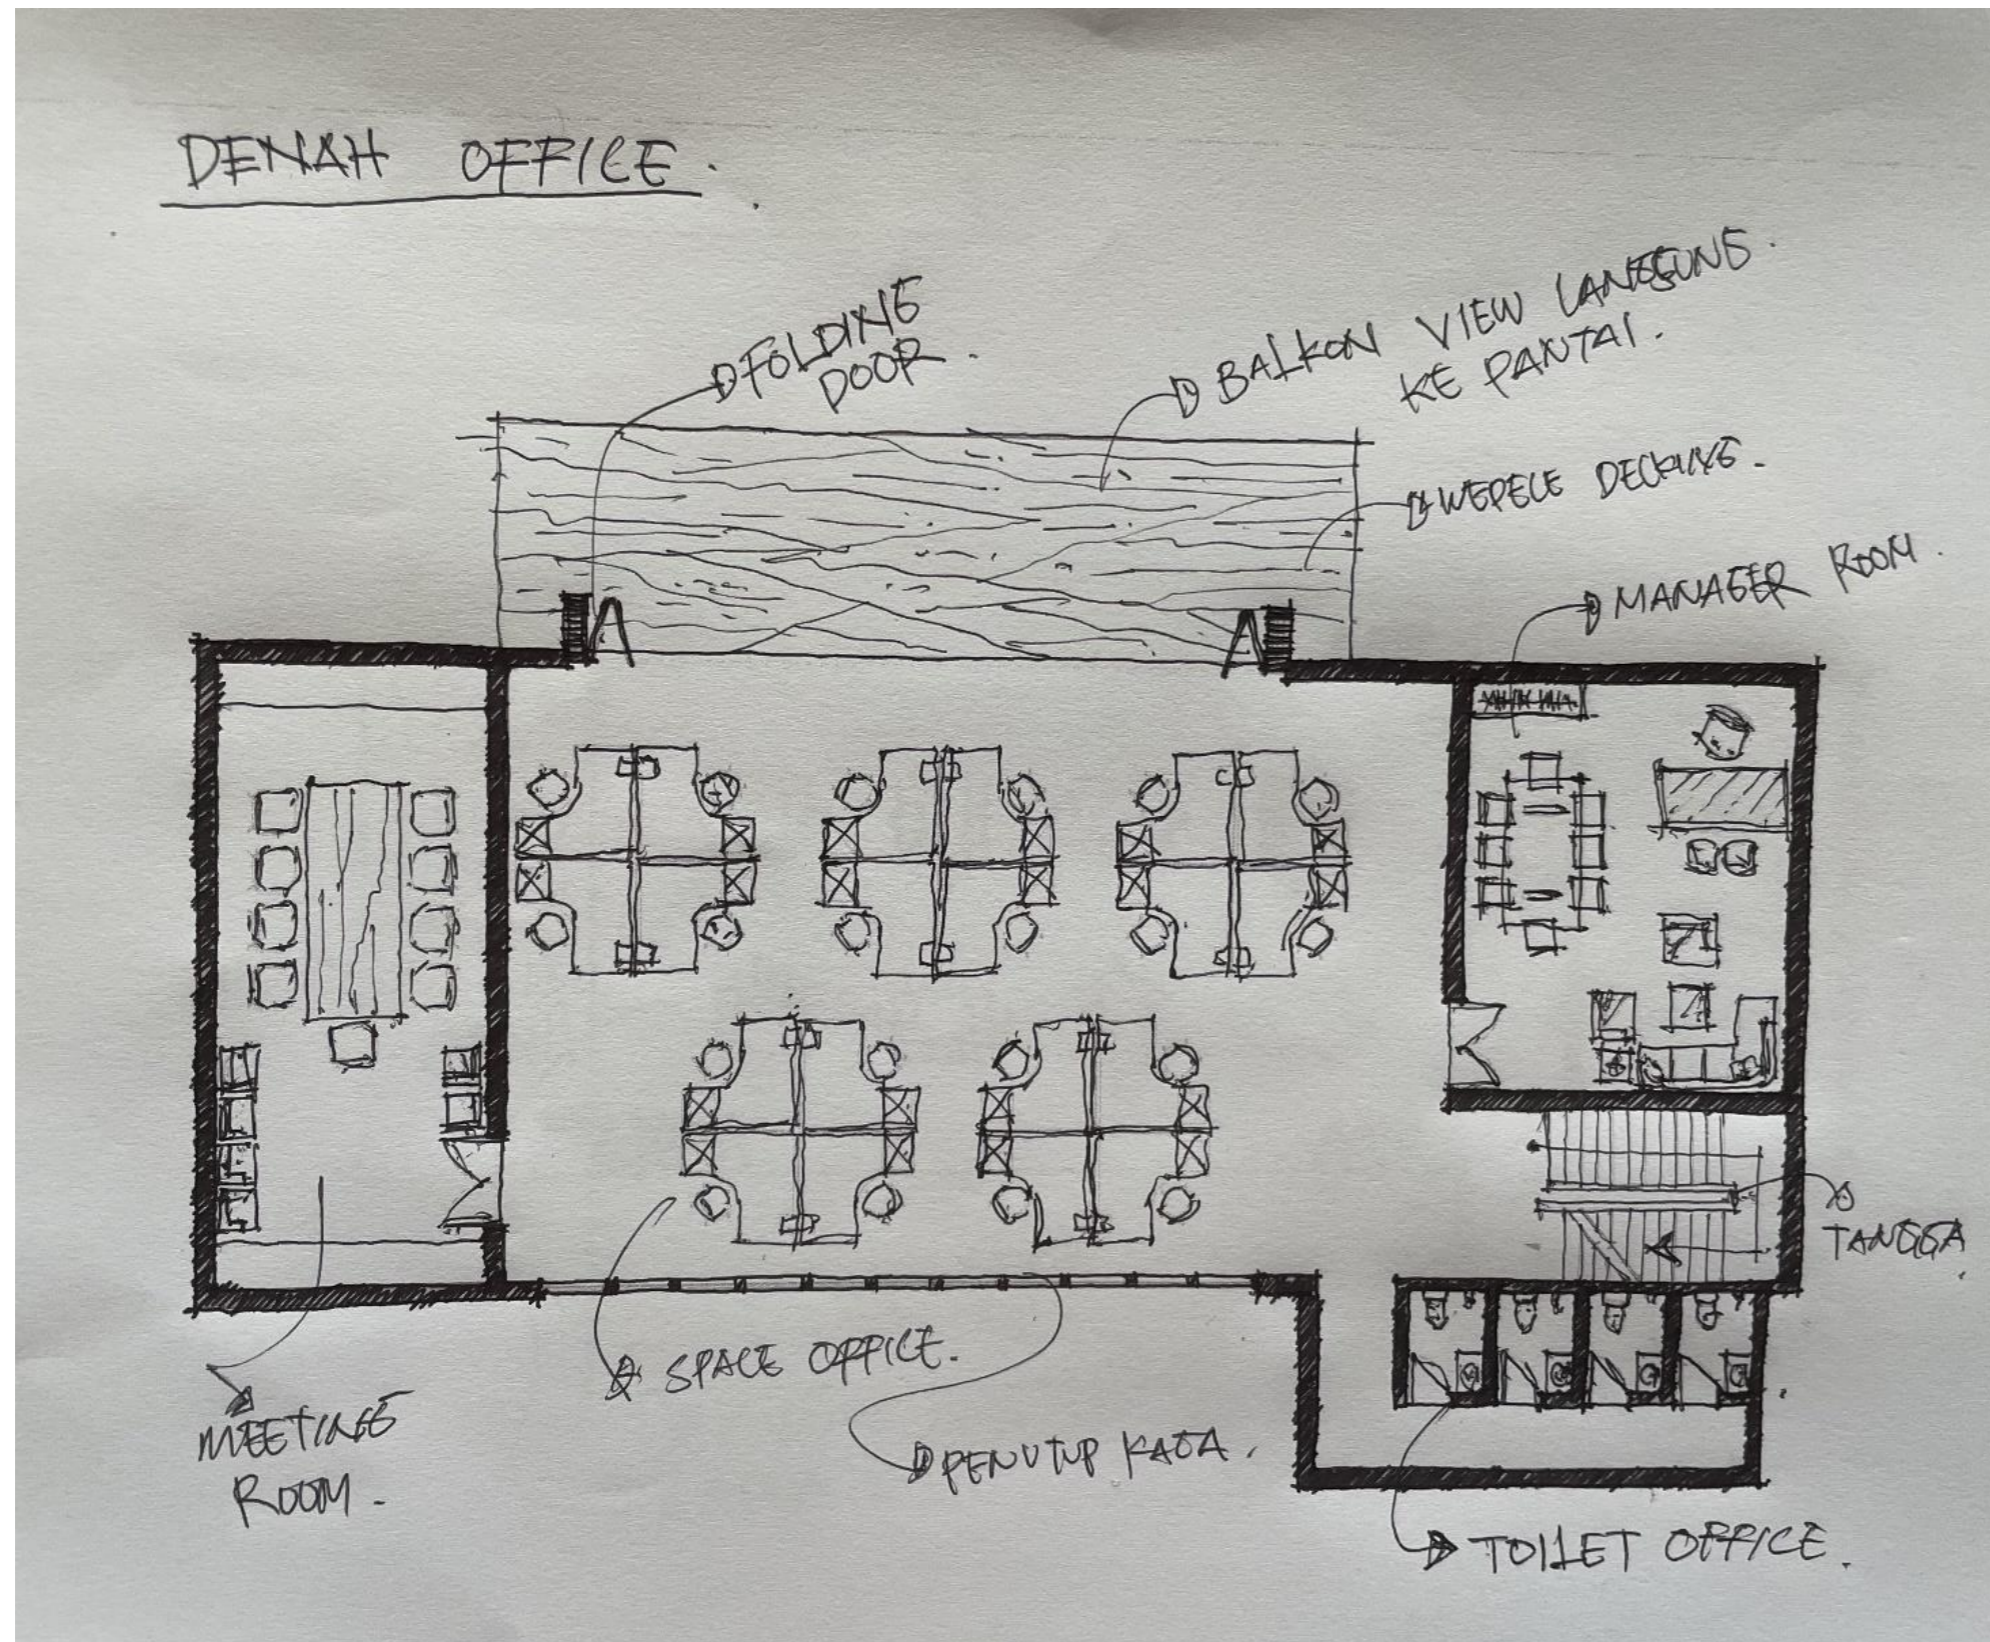 DENAH OFFICE.
FOLDING
DOOR.
BALKON VIEW LANGSUNG.
KE PANTAI.
WEPELE DECKING.
MANAGER ROOM.
TANGGA
SPACE OFFICE.
MEETING
ROOM.
PENUTUP KACA.
TOILET OFFICE.